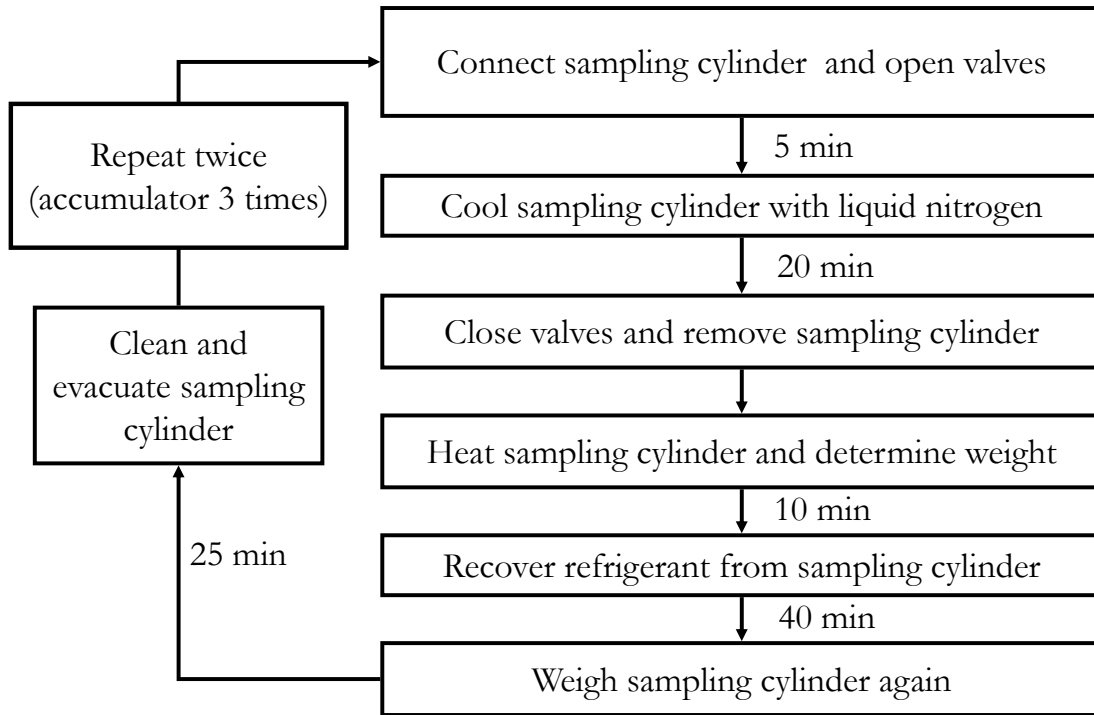 Connect sampling cylinder and open valves
5 min
Cool sampling cylinder with liquid nitrogen
20 min
Close valves and remove sampling cylinder
Heat sampling cylinder and determine weight
10 min
Recover refrigerant from sampling cylinder
40 min
Weigh sampling cylinder again
25 min
Clean and
evacuate sampling
cylinder
Repeat twice
(accumulator 3 times)